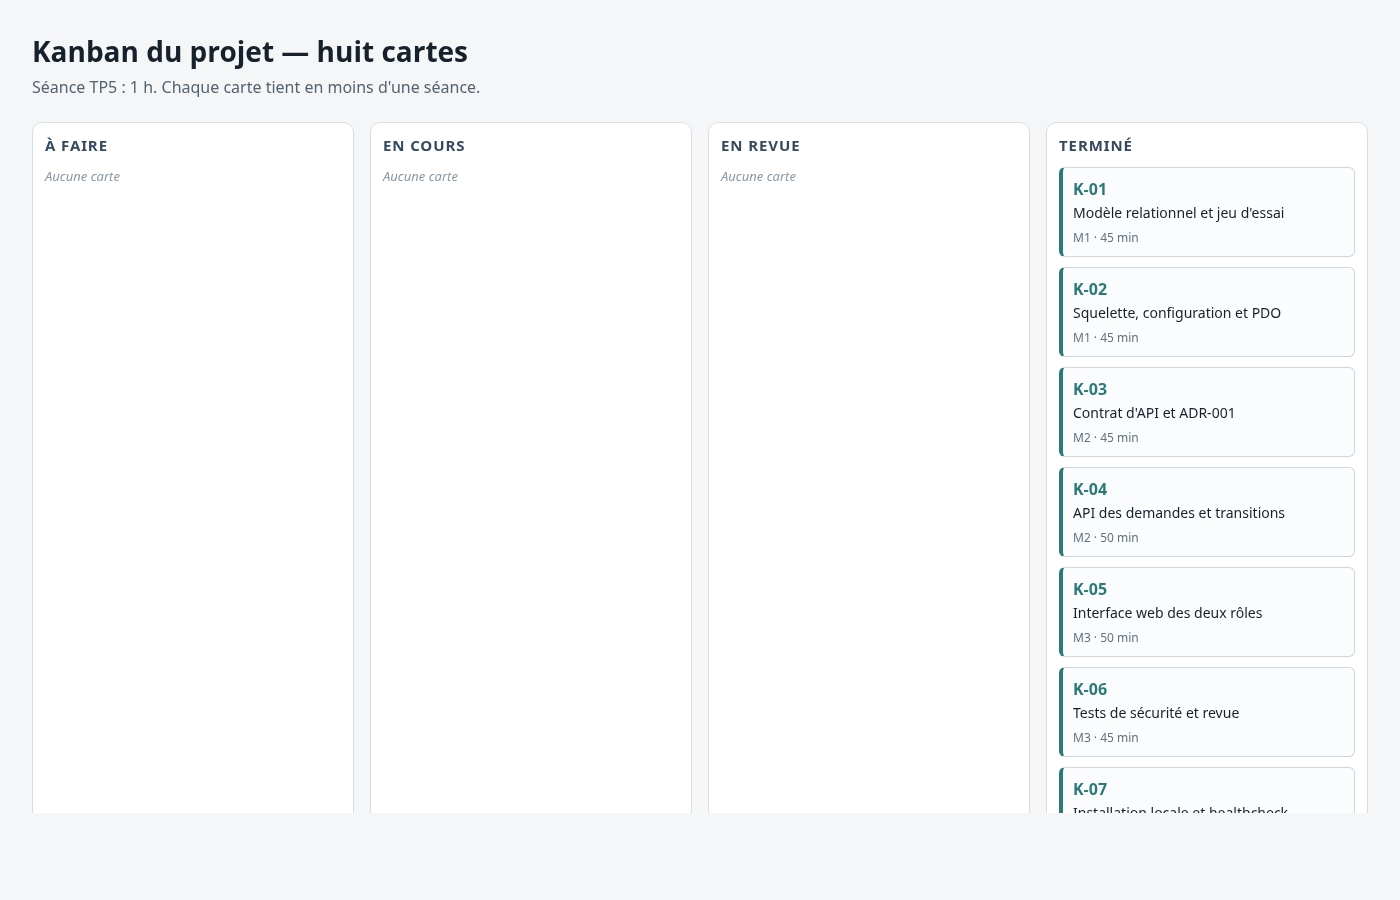 Kanban du projet — huit cartes
Séance TP5 : 1 h. Chaque carte tient en moins d'une séance.
À FAIRE
Aucune carte
EN COURS
Aucune carte
EN REVUE
Aucune carte
TERMINÉ
K-01
Modèle relationnel et jeu d'essai
M1 · 45 min
K-02
Squelette, configuration et PDO
M1 · 45 min
K-03
Contrat d'API et ADR-001
M2 · 45 min
K-04
API des demandes et transitions
M2 · 50 min
K-05
Interface web des deux rôles
M3 · 50 min
K-06
Tests de sécurité et revue
M3 · 45 min
K-07
Installation locale et healthcheck